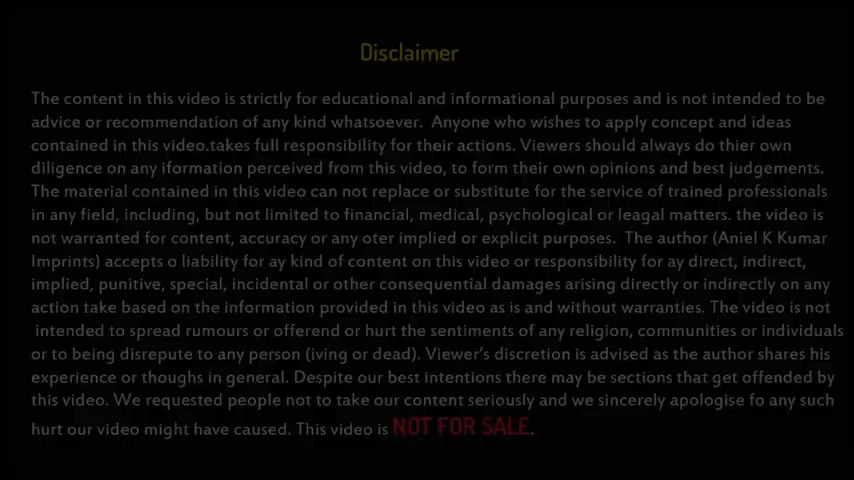 Disclaimer
The content in this video is strictly for educational and informational purposes and is not intended to be
advice or recommendation of any kind whatsoever. Anyone who wishes to apply concept and ideas
contained in this video.takes full responsibility for their actions. Viewers should always do thier own
diligence on any iformation perceived from this video, to form their own opinions and best judgements.
The material contained in this video can not replace or substitute for the service of trained professionals
in any field, including, but not limited to financial, medical, psychological or leagal matters. the video is
not warranted for content, accuracy or any oter implied or explicit purposes. The author (Aniel K Kumar
Imprints) accepts o liability for ay kind of content on this video or responsibility for ay direct, indirect,
implied, punitive, special, incidental or other consequential damages arising directly or indirectly on any
action take based on the information provided in this video as is and without warranties. The video is not
intended to spread rumours or offerend or hurt the sentiments of any religion, communities or individuals
or to being disrepute to any person (iving or dead). Viewer's discretion is advised as the author shares his
experience or thoughs in general. Despite our best intentions there may be sections that get offended by
this video. We requested people not to take our content seriously and we sincerely apologise fo any such
hurt our video might have caused. This video is NOT FOR SALE.